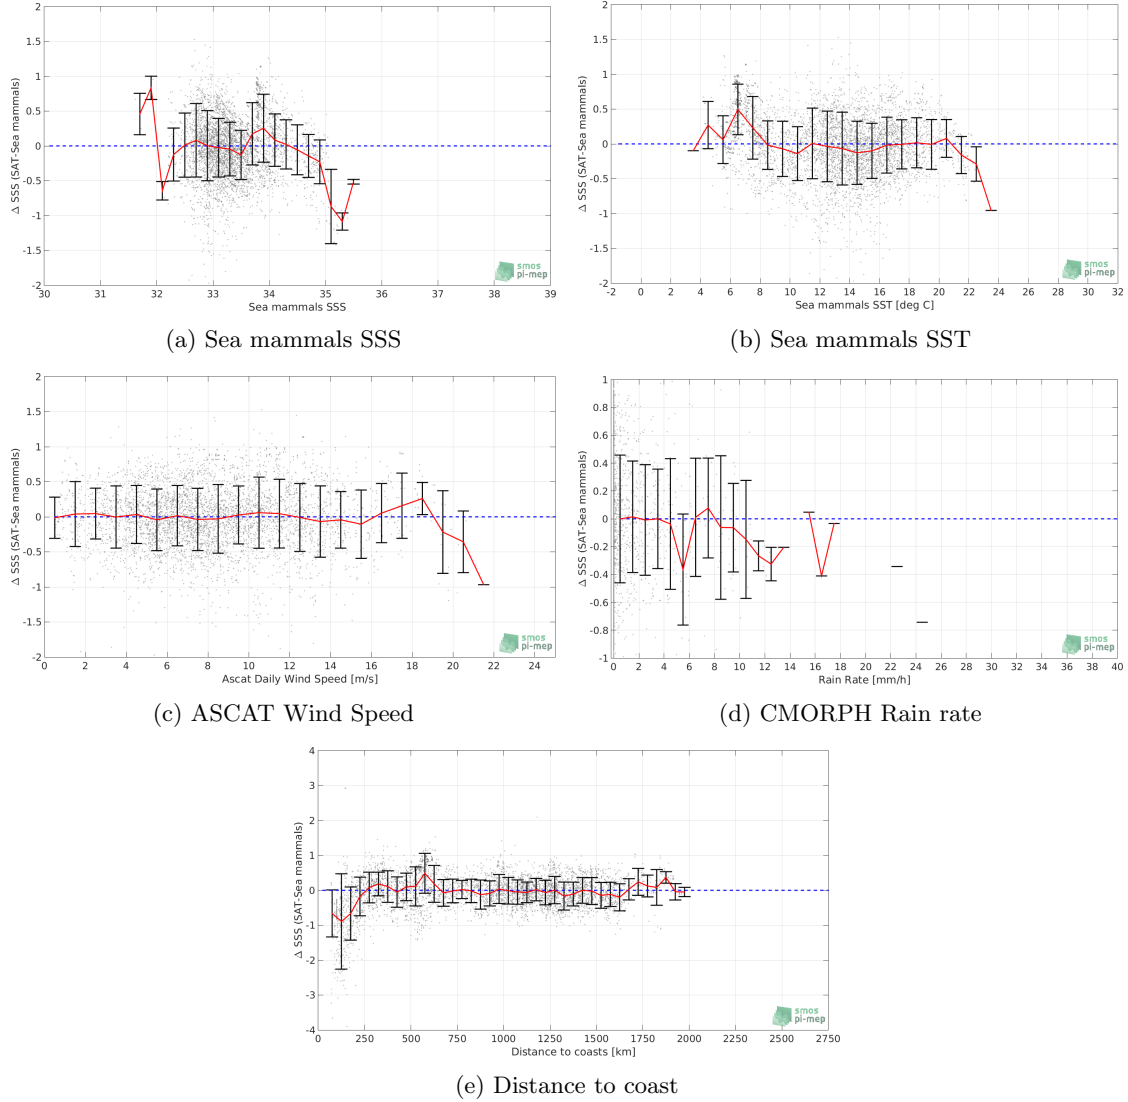 Δ SSS (SAT-Sea mammals)
2
1.5
1
0.5
0
-0.5
-1
-1.5
-2
30 31 32 33 34 35 36 37 38 39
Sea mammals SSS
smos
pi-mep
(a) Sea mammals SSS
Δ SSS (SAT-Sea mammals)
2
1.5
1
0.5
0
-0.5
-1
-1.5
-2
-2 0 2 4 6 8 10 12 14 16 18 20 22 24 26 28 30 32
Sea mammals SST [deg C]
smos
pi-mep
(b) Sea mammals SST
Δ SSS (SAT-Sea mammals)
2
1.5
1
0.5
0
-0.5
-1
-1.5
-2
0 2 4 6 8 10 12 14 16 18 20 22 24
Ascat Daily Wind Speed [m/s]
smos
pi-mep
(c) ASCAT Wind Speed
Δ SSS (SAT-Sea mammals)
1
0.8
0.6
0.4
0.2
0
-0.2
-0.4
-0.6
-0.8
-1
0 2 4 6 8 10 12 14 16 18 20 22 24 26 28 30 32 34 36 38 40
Rain Rate [mm/h]
smos
pi-mep
(d) CMORPH Rain rate
Δ SSS (SAT-Sea mammals)
4
3
2
1
0
-1
-2
-3
-4
0 250 500 750 1000 1250 1500 1750 2000 2250 2500 2750
Distance to coasts [km]
smos
pi-mep
(e) Distance to coast